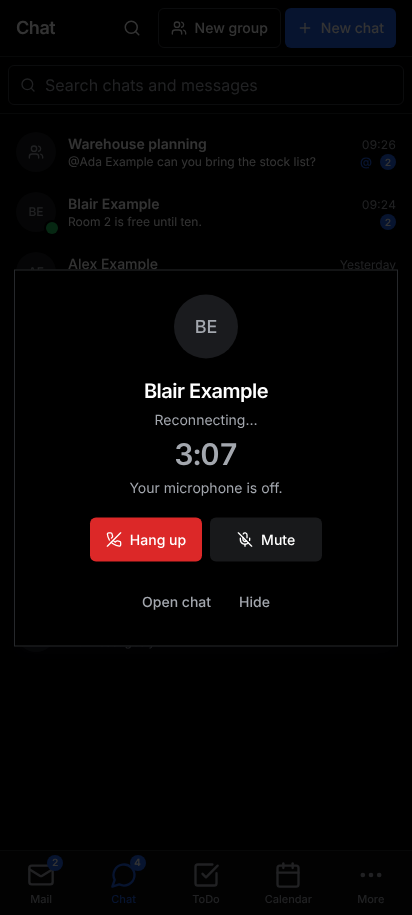 Chat
New group
New chat
Search chats and messages
Warehouse planning
09:26
@Ada Example can you bring the stock list?
@ 2
BE
Blair Example
09:24
Room 2 is free until ten.
2
Alex Example
Yesterday
BE
Blair Example
Reconnecting...
3:07
Your microphone is off.
Hang up
Mute
Open chat
Hide
2
4
Mail
Chat
ToDo
Calendar
More